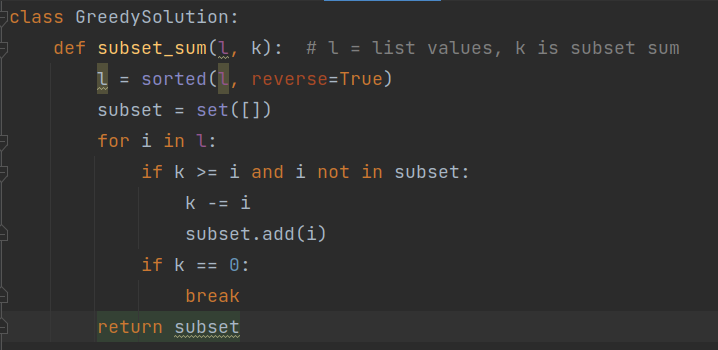 class GreedySolution:
    def subset_sum(l, k):  # l = list values, k is subset sum
        l = sorted(l, reverse=True)
        subset = set([])
        for i in l:
            if k >= i and i not in subset:
                k -= i
                subset.add(i)
            if k == 0:
                break
        return subset